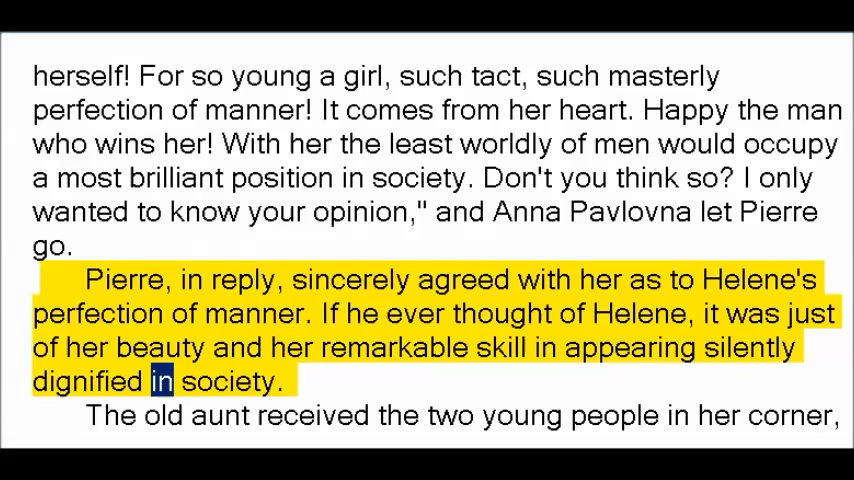 herself! For so young a girl, such tact, such masterly
perfection of manner! It comes from her heart. Happy the man
who wins her! With her the least worldly of men would occupy
a most brilliant position in society. Don't you think so? I only
wanted to know your opinion," and Anna Pavlovna let Pierre
go.
Pierre, in reply, sincerely agreed with her as to Helene's
perfection of manner. If he ever thought of Helene, it was just
of her beauty and her remarkable skill in appearing silently
dignified in society.
The old aunt received the two young people in her corner,